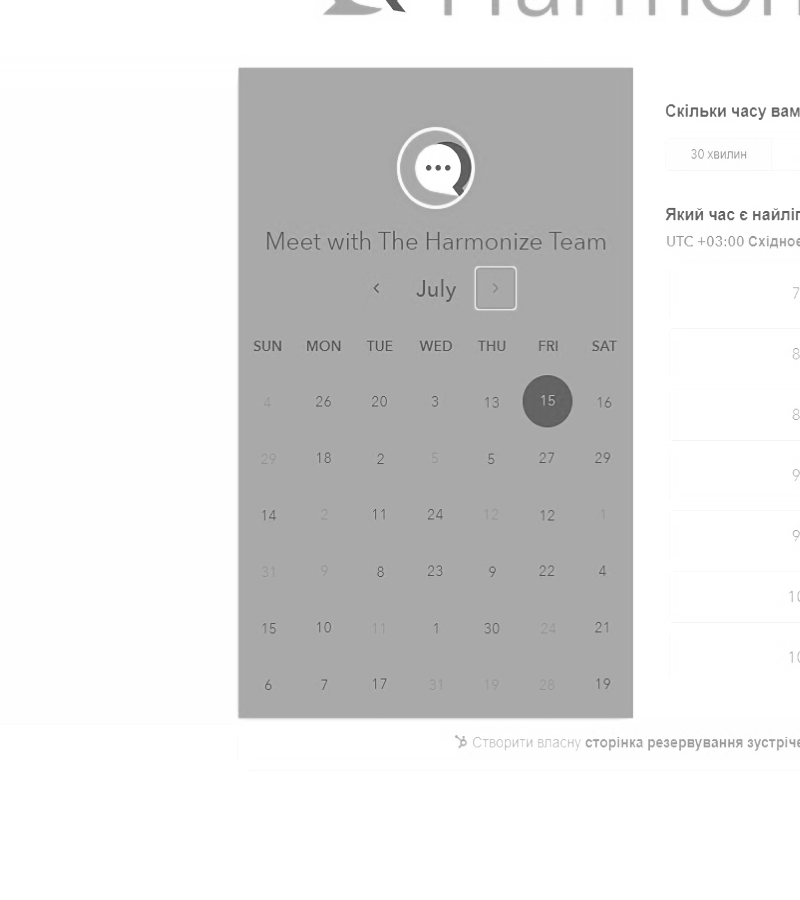 Harmon
Meet with The Harmonize Team
July
SUN MON TUE WED THU FRI SAT
4 26 20 3 13 15 16
29 18 2 5 5 27 29
14 2 11 24 12 12 1
31 9 8 23 9 22 4
15 10 11 1 30 24 21
6 7 17 31 19 28 19
Скільки часу вам
30 хвилин
Який час є найліп
UTC +03:00 Східноє
7
8
8
9
9
10
10
Створити власну сторінка резервування зустріче